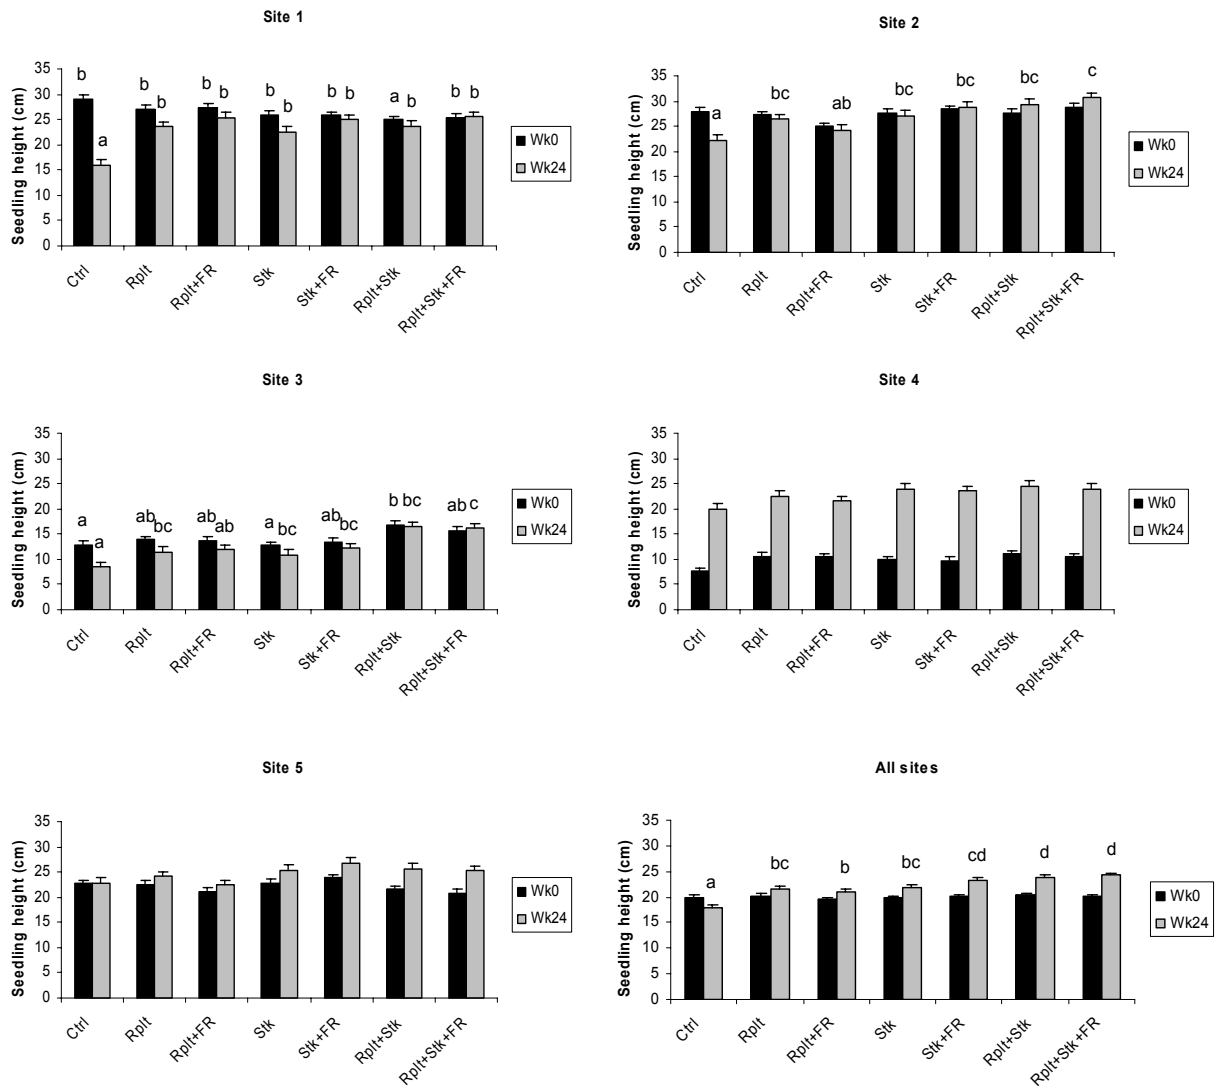 Site 1
Seedling height (cm)
35
30
25
20
15
10
5
0
b
a
b
b
b
b
b
b
b
b
a
b
b
b
Ctrl
Rplt
Rplt+FR
Stk
Stk+FR
Rplt+Stk
Rplt+Stk+FR
Wk0
Wk24
Site 2
Seedling height (cm)
35
30
25
20
15
10
5
0
a
bc
ab
bc
bc
bc
c
Ctrl
Rplt
Rplt+FR
Stk
Stk+FR
Rplt+Stk
Rplt+Stk+FR
Wk0
Wk24
Site 3
Seedling height (cm)
35
30
25
20
15
10
5
0
a
a
ab
bc
ab
ab
a
bc
ab
bc
b
bc
ab
c
Ctrl
Rplt
Rplt+FR
Stk
Stk+FR
Rplt+Stk
Rplt+Stk+FR
Wk0
Wk24
Site 4
Seedling height (cm)
35
30
25
20
15
10
5
0
Ctrl
Rplt
Rplt+FR
Stk
Stk+FR
Rplt+Stk
Rplt+Stk+FR
Wk0
Wk24
Site 5
Seedling height (cm)
35
30
25
20
15
10
5
0
Ctrl
Rplt
Rplt+FR
Stk
Stk+FR
Rplt+Stk
Rplt+Stk+FR
Wk0
Wk24
All sites
Seedling height (cm)
35
30
25
20
15
10
5
0
a
bc
b
bc
cd
d
d
Ctrl
Rplt
Rplt+FR
Stk
Stk+FR
Rplt+Stk
Rplt+Stk+FR
Wk0
Wk24